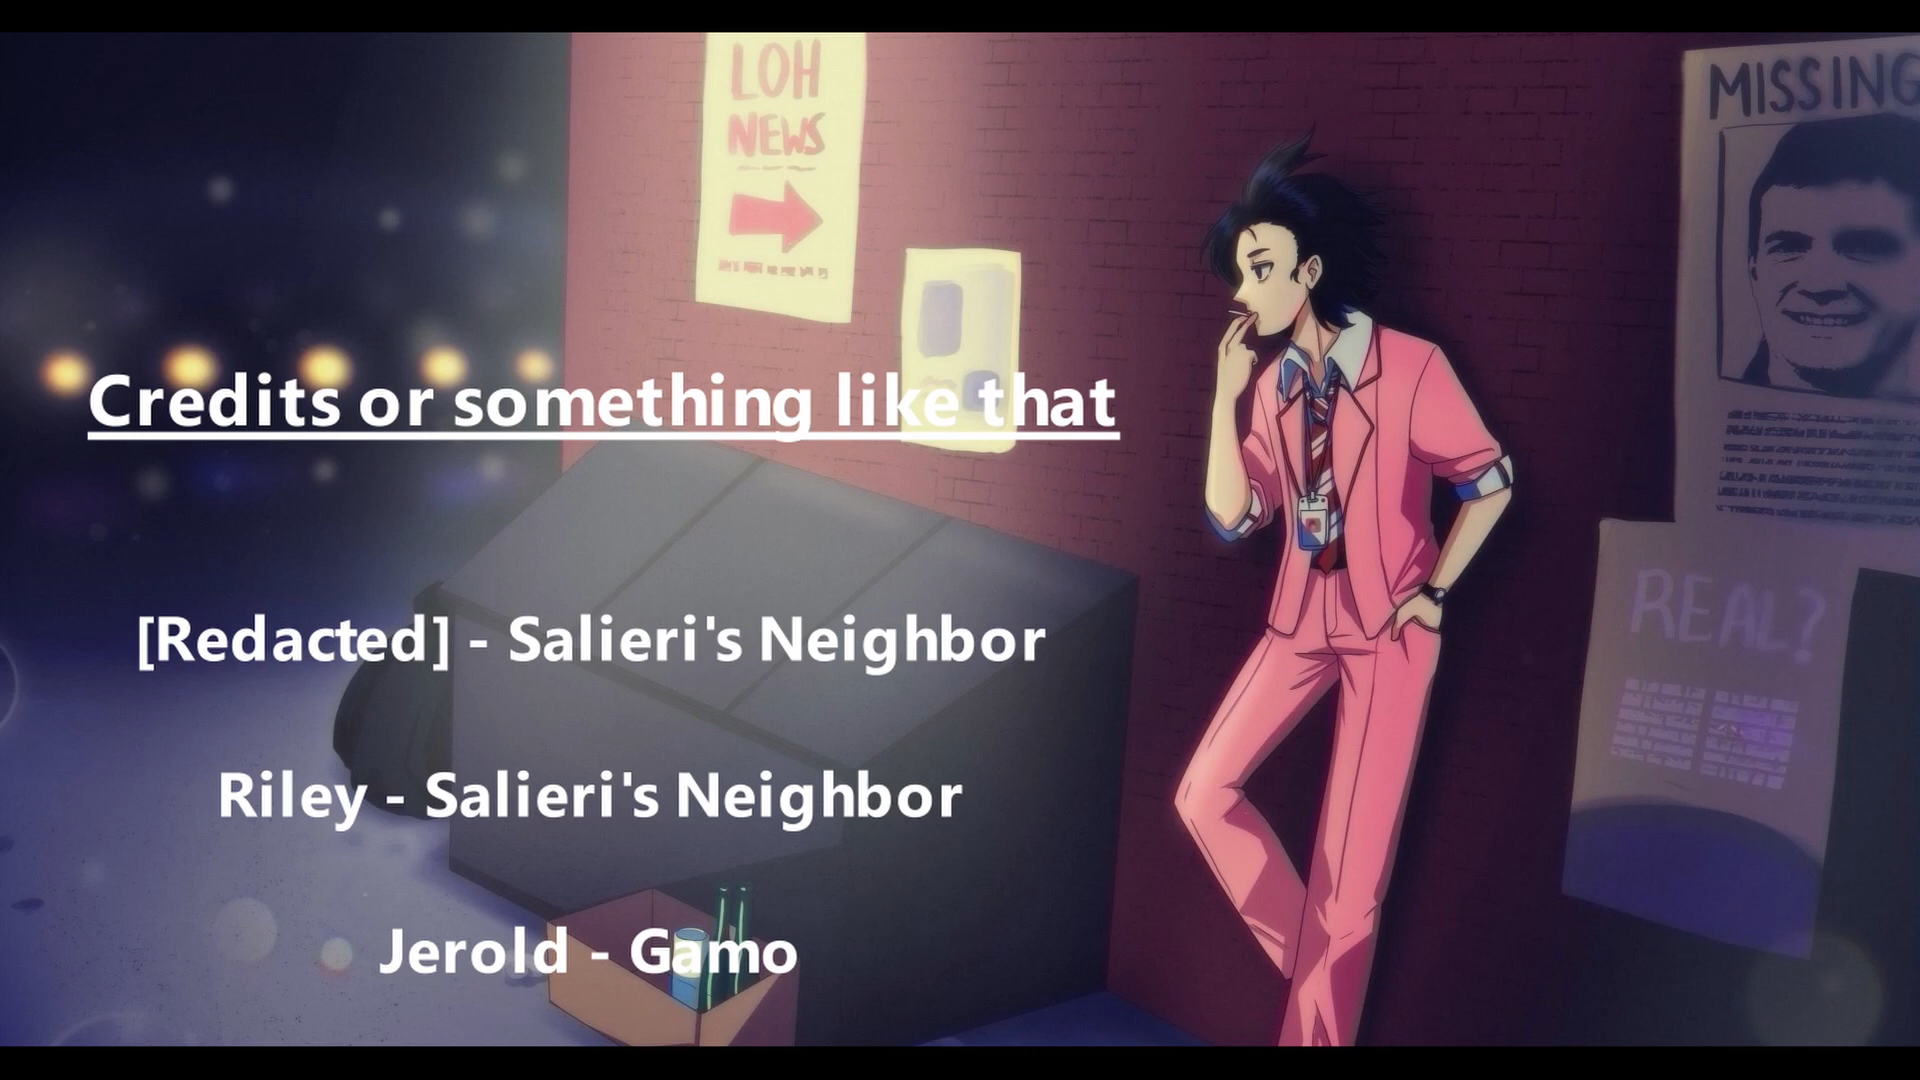 LOH
NEWS
MISSING
Credits or something like that
REAL?
[Redacted] - Salieri's Neighbor
Riley - Salieri's Neighbor
Jerold - Gamo